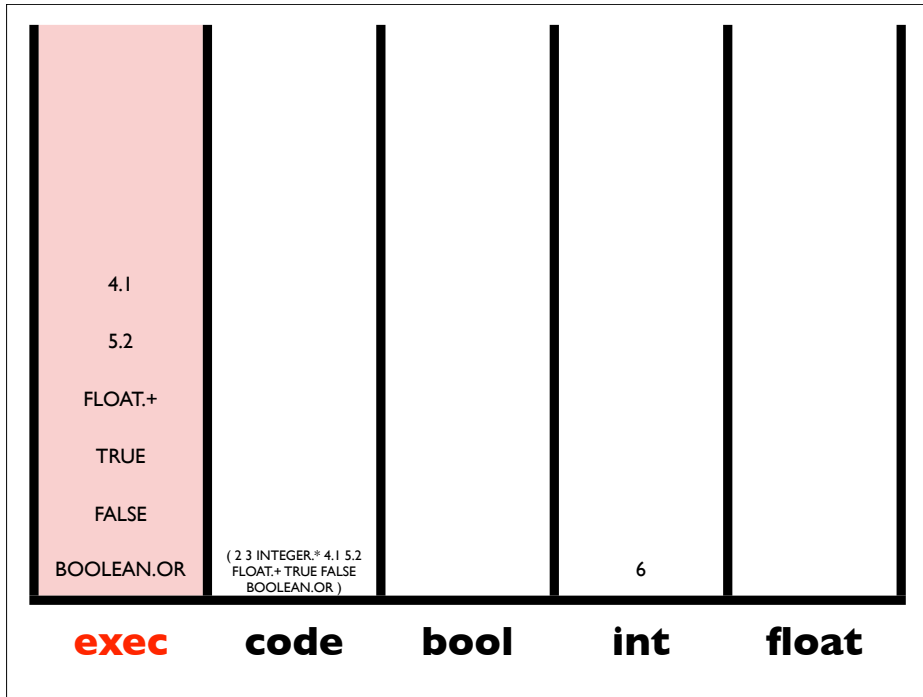 4.1
5.2
FLOAT.+
TRUE
FALSE
BOOLEAN.OR
( 2 3 INTEGER.* 4.1 5.2
FLOAT.+ TRUE FALSE
BOOLEAN.OR )
6
exec code bool int float